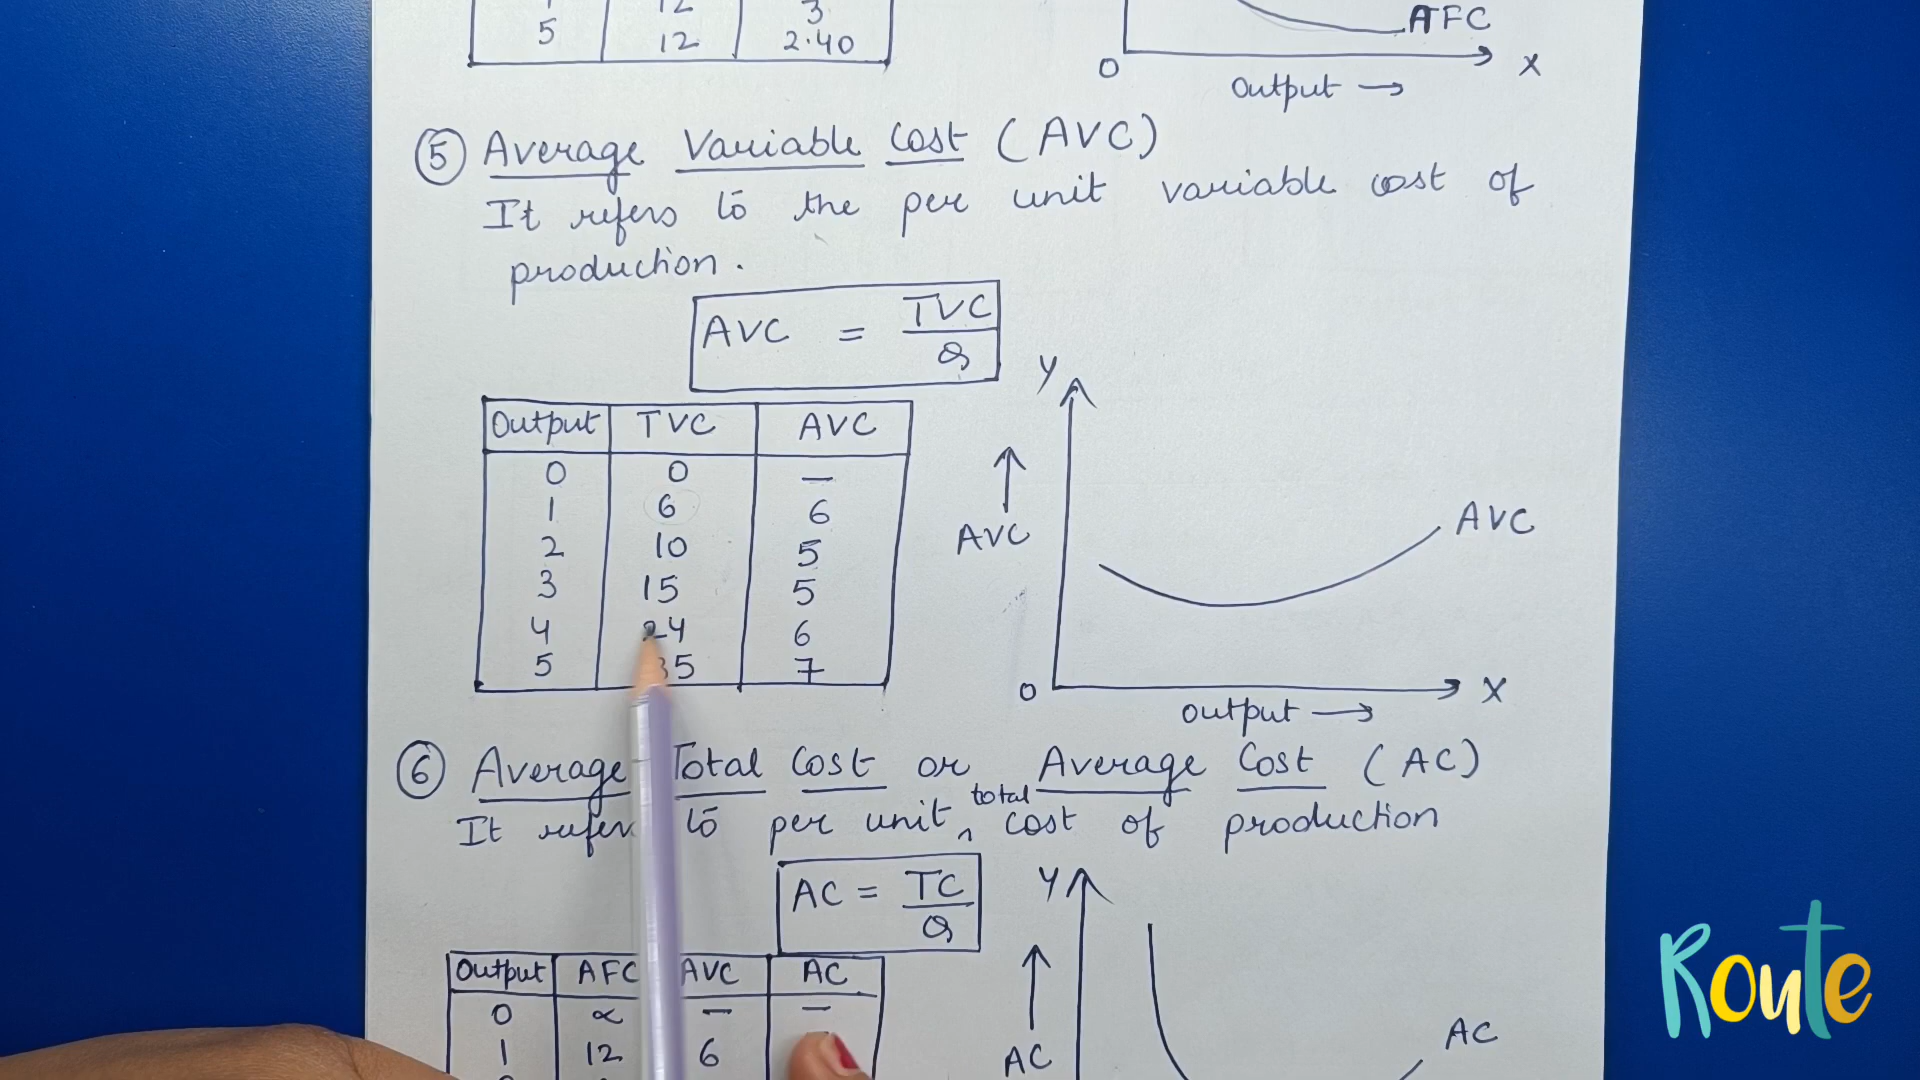 12 3
5 12 2.40
AFC
O X
Output →
5 Average Variable Cost (AVC)
It refers to the per unit variable cost of
production.
AVC = TVC
Q
Output TVC AVC
0 0 —
1 6 6
2 10 5
3 15 5
4 24 6
5 35 7
Y
AVC
AVC
O X
output →
6 Average Total Cost or Average Cost (AC)
It refers to per unit total cost of production
AC = TC
Q
Output AFC AVC AC
0 ∝ — —
1 12 6
Y
AC
AC
Route